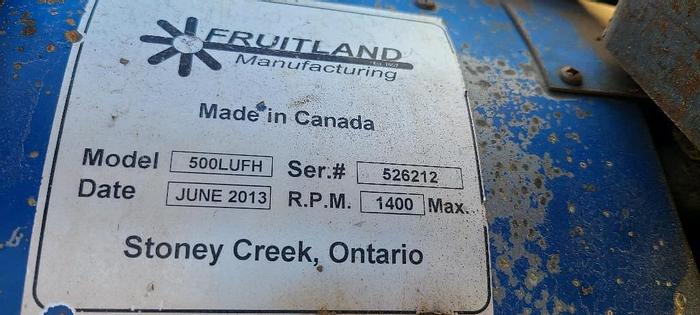 FRUITLAND
Manufacturing
Made in Canada
Model 500LUFH Ser.# 526212
Date JUNE 2013 R.P.M. 1400 Max.
Stoney Creek, Ontario